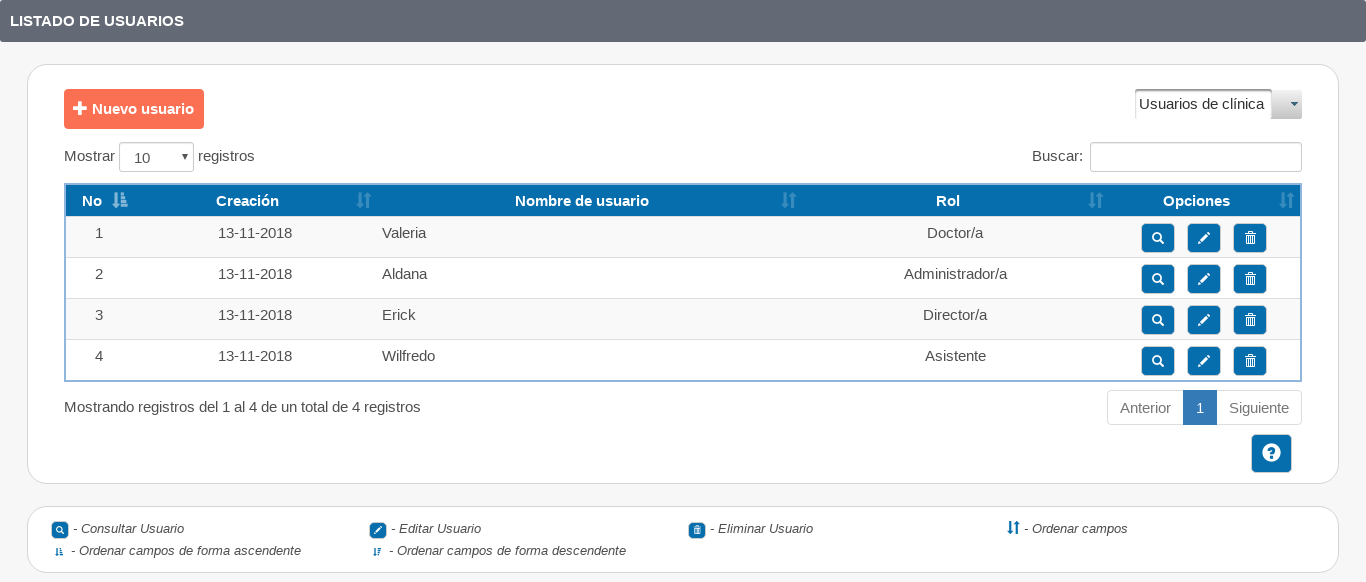 LISTADO DE USUARIOS
Nuevo usuario
Usuarios de clínica
Mostrar 10 registros
Buscar:
No Creación Nombre de usuario Rol Opciones
1 13-11-2018 Valeria Doctor/a
2 13-11-2018 Aldana Administrador/a
3 13-11-2018 Erick Director/a
4 13-11-2018 Wilfredo Asistente
Mostrando registros del 1 al 4 de un total de 4 registros
Anterior 1 Siguiente
- Consultar Usuario - Editar Usuario - Eliminar Usuario - Ordenar campos
- Ordenar campos de forma ascendente - Ordenar campos de forma descendente